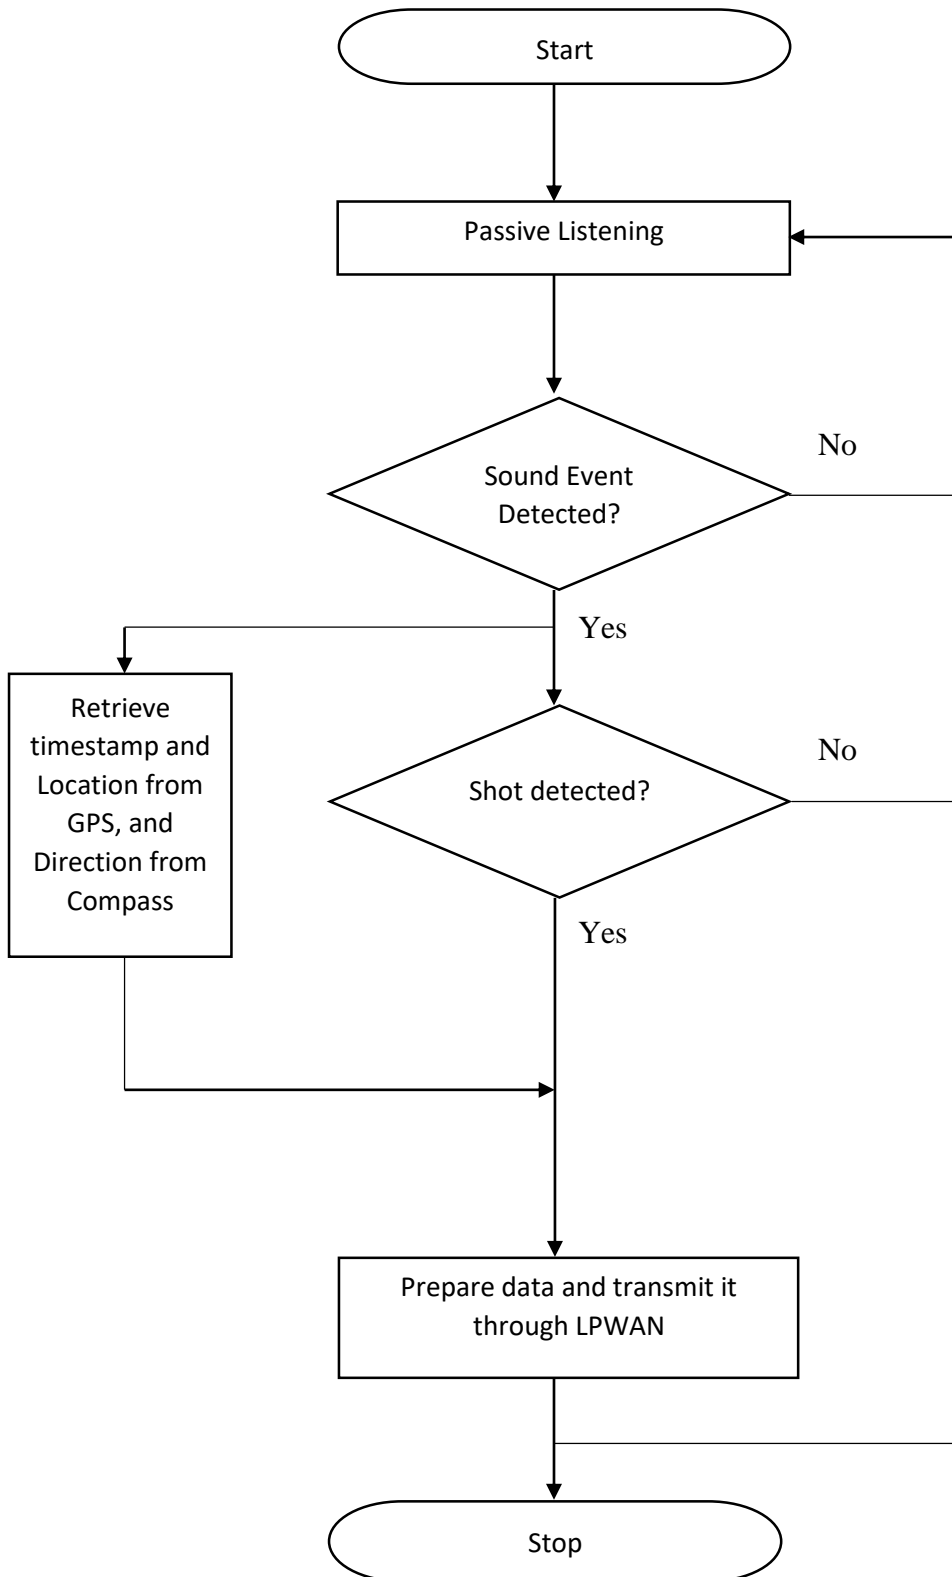 Start
Passive Listening
No
Sound Event
Detected?
Yes
Retrieve
timestamp and
Location from
GPS, and
Direction from
Compass
No
Shot detected?
Yes
Prepare data and transmit it
through LPWAN
Stop